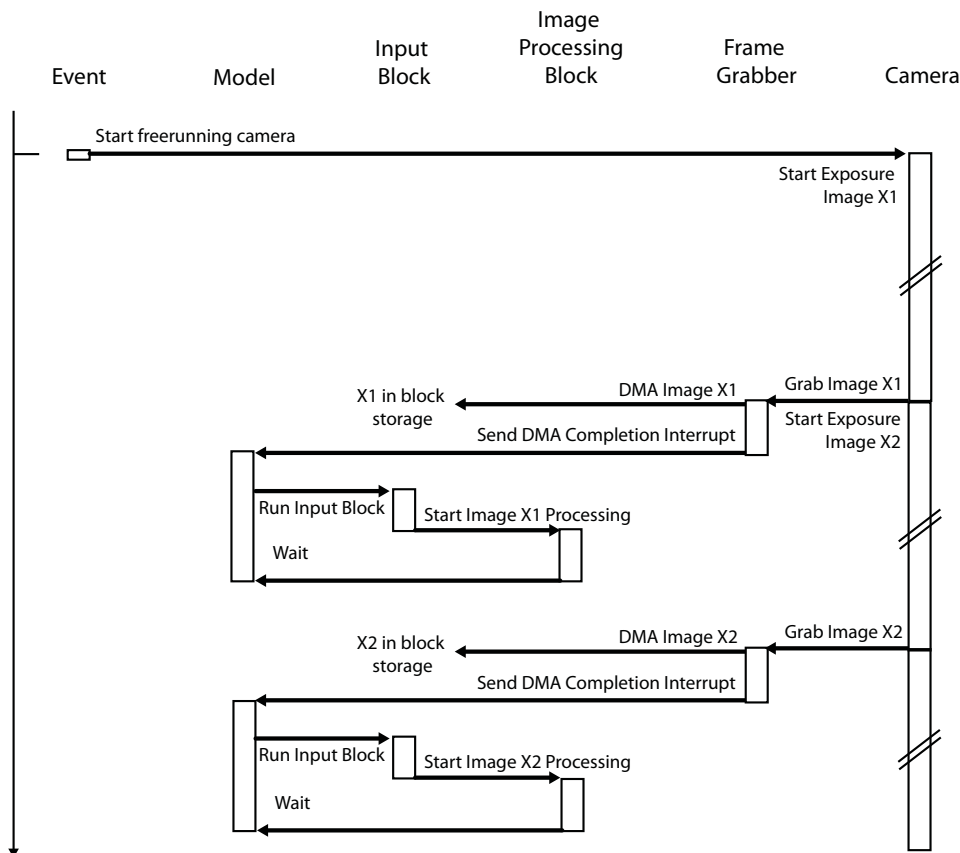 Event
Model
Input
Block
Image
Processing
Block
Frame
Grabber
Camera
Start freerunning camera
Start Exposure
Image X1
X1 in block
storage
DMA Image X1
Grab Image X1
Start Exposure
Image X2
Send DMA Completion Interrupt
Run Input Block
Start Image X1 Processing
Wait
X2 in block
storage
DMA Image X2
Grab Image X2
Send DMA Completion Interrupt
Run Input Block
Start Image X2 Processing
Wait